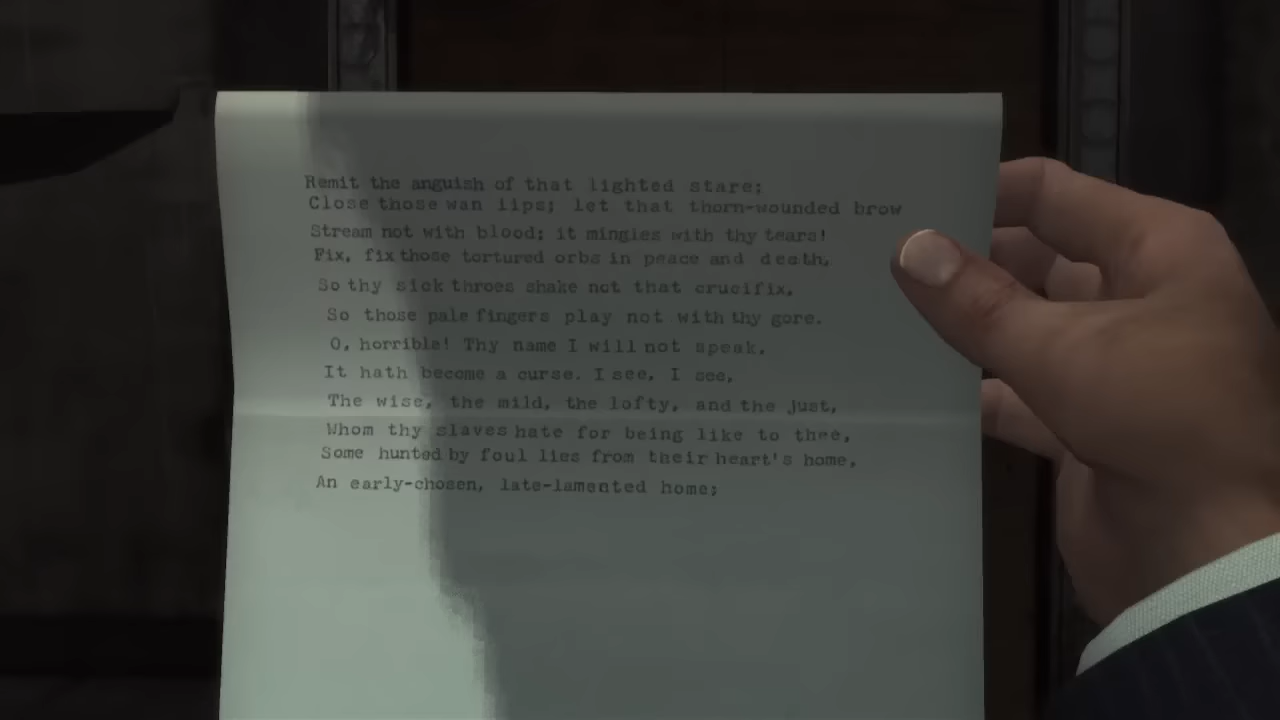 Remit the anguish of that lighted stare;
Close those wan lips; let that thorn-wounded brow
Stream not with blood; it mingles with thy tears!
Fix, fix those tortured orbs in peace and death,
So thy sick throes shake not that crucifix,
So those pale fingers play not with thy gore.
O, horrible! Thy name I will not speak,
It hath become a curse. I see, I see,
The wise, the mild, the lofty, and the just,
Whom thy slaves hate for being like to thee,
Some hunted by foul lies from their heart's home,
An early-chosen, late-lamented home;